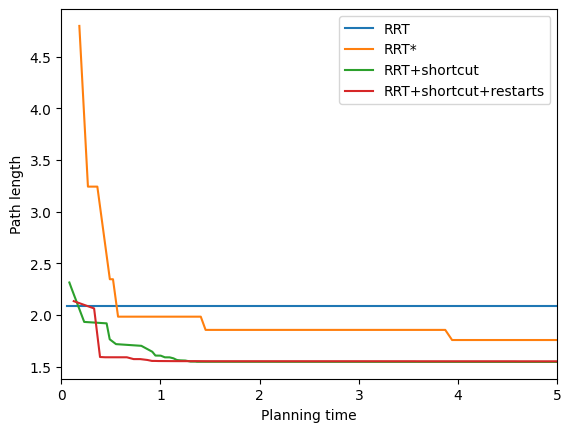 RRT
RRT*
RRT+shortcut
RRT+shortcut+restarts
Path length
4.5
4.0
3.5
3.0
2.5
2.0
1.5
0 1 2 3 4 5
Planning time